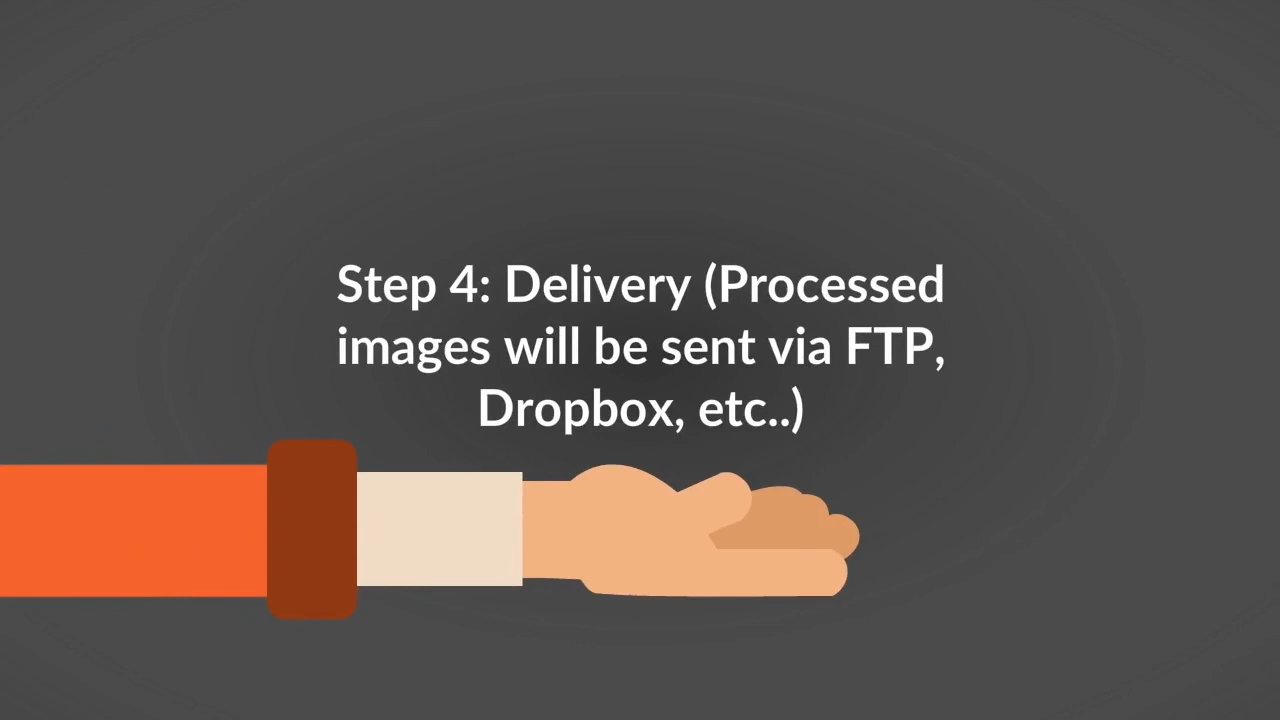 Step 4: Delivery (Processed
images will be sent via FTP,
Dropbox, etc..)